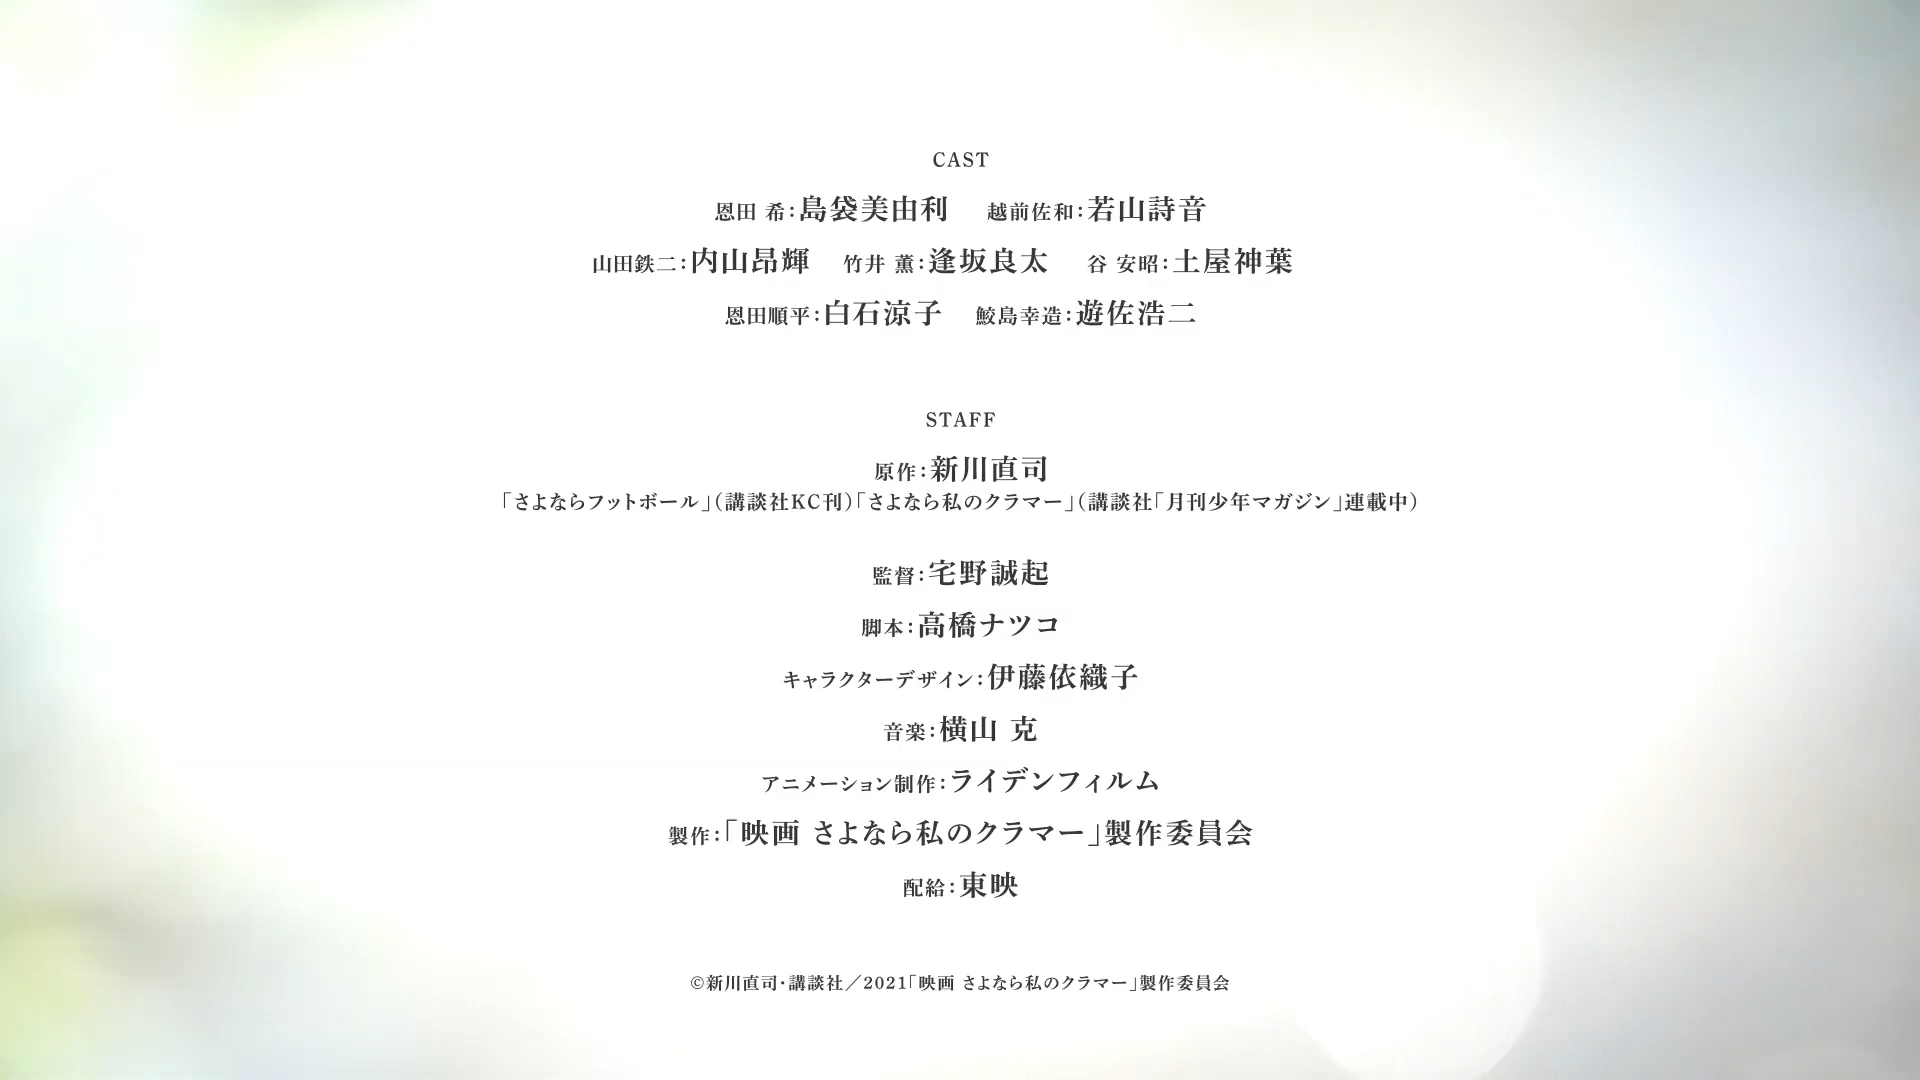 CAST
恩田 希：島袋美由利　越前佐和：若山詩音
山田鉄二：内山昂輝　竹井 薫：逢坂良太　谷 安昭：土屋神葉
恩田順平：白石涼子　鮫島幸造：遊佐浩二
STAFF
原作：新川直司
「さよならフットボール」（講談社KC刊）「さよなら私のクラマー」（講談社「月刊少年マガジン」連載中）
監督：宅野誠起
脚本：高橋ナツコ
キャラクターデザイン：伊藤依織子
音楽：横山 克
アニメーション制作：ライデンフィルム
製作：「映画 さよなら私のクラマー」製作委員会
配給：東映
©新川直司・講談社／2021「映画 さよなら私のクラマー」製作委員会